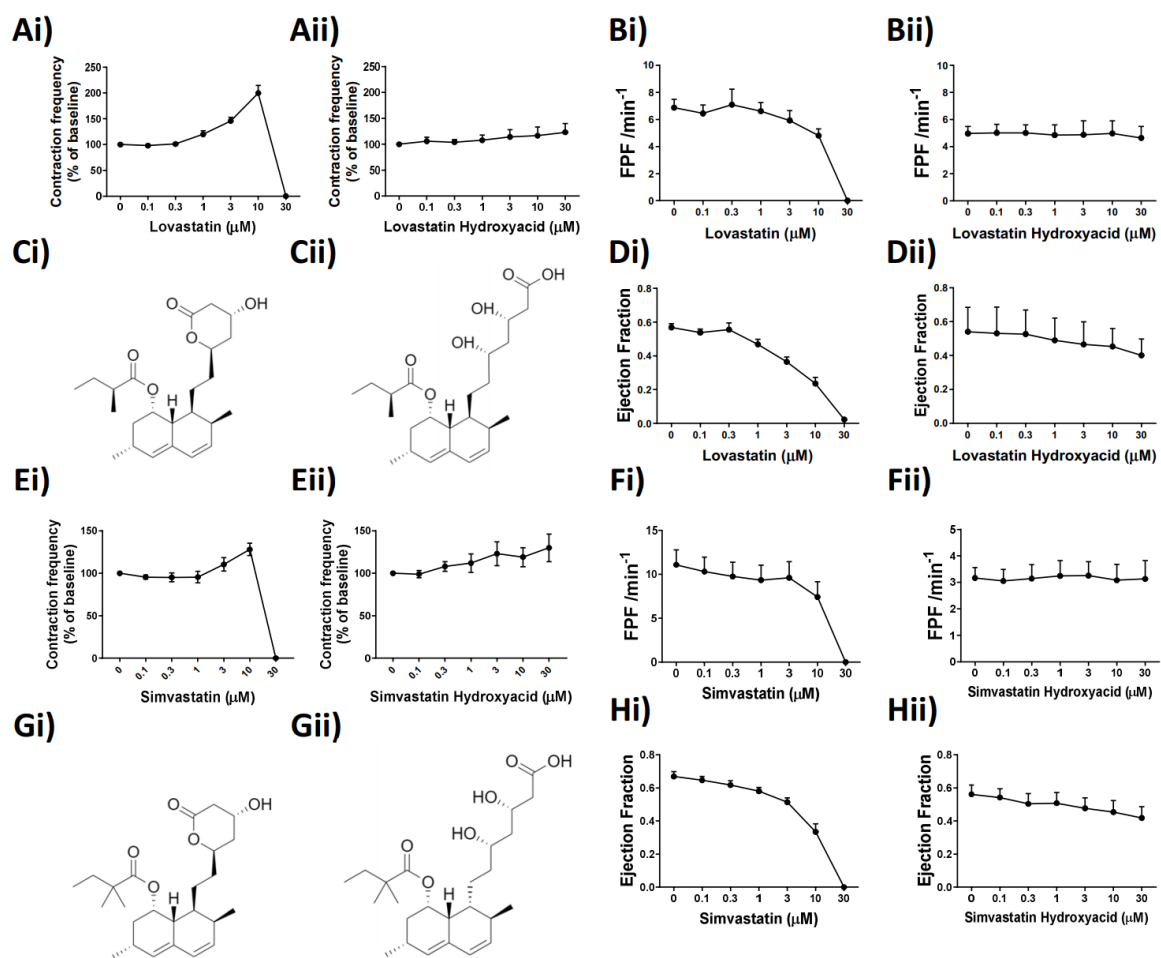 Ai)
Contraction frequency
(% of baseline)
250
200
150
100
50
0
0 0.1 0.3 1 3 10 30
Lovastatin (μM)
Aii)
Contraction frequency
(% of baseline)
250
200
150
100
50
0
0 0.1 0.3 1 3 10 30
Lovastatin Hydroxyacid (μM)
Bi)
FPF /min⁻¹
10
8
6
4
2
0
0 0.1 0.3 1 3 10 30
Lovastatin (μM)
Bii)
FPF /min⁻¹
10
8
6
4
2
0
0 0.1 0.3 1 3 10 30
Lovastatin Hydroxyacid (μM)
Ci)
O
OH
O
O
O
H
Cii)
O
OH
OH
HO
O
O
H
Di)
Ejection Fraction
0.8
0.6
0.4
0.2
0.0
0 0.1 0.3 1 3 10 30
Lovastatin (μM)
Dii)
Ejection Fraction
0.8
0.6
0.4
0.2
0.0
0 0.1 0.3 1 3 10 30
Lovastatin Hydroxyacid (μM)
Ei)
Contraction frequency
(% of baseline)
150
100
50
0
0 0.1 0.3 1 3 10 30
Simvastatin (μM)
Eii)
Contraction frequency
(% of baseline)
150
100
50
0
0 0.1 0.3 1 3 10 30
Simvastatin Hydroxyacid (μM)
Fi)
FPF /min⁻¹
15
10
5
0
0 0.1 0.3 1 3 10 30
Simvastatin (μM)
Fii)
FPF /min⁻¹
5
4
3
2
1
0
0 0.1 0.3 1 3 10 30
Simvastatin Hydroxyacid (μM)
Gi)
O
OH
O
O
O
H
Gii)
O
OH
HO
HO
O
O
H
Hi)
Ejection Fraction
0.8
0.6
0.4
0.2
0.0
0 0.1 0.3 1 3 10 30
Simvastatin (μM)
Hii)
Ejection Fraction
0.8
0.6
0.4
0.2
0.0
0 0.1 0.3 1 3 10 30
Simvastatin Hydroxyacid (μM)